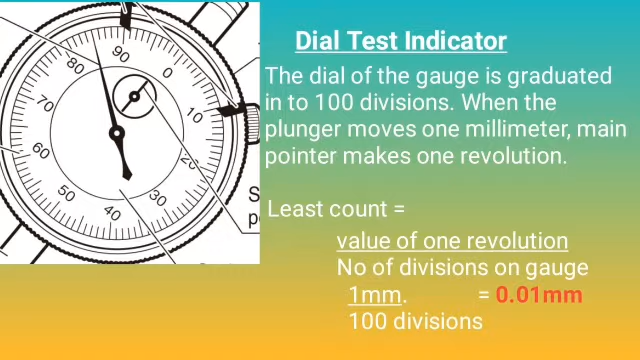 Dial Test Indicator
The dial of the gauge is graduated
in to 100 divisions. When the
plunger moves one millimeter, main
pointer makes one revolution.
Least count =
value of one revolution
No of divisions on gauge
1mm. = 0.01mm
100 divisions
90
80
0
70
10
60
20
50
30
40
S
p